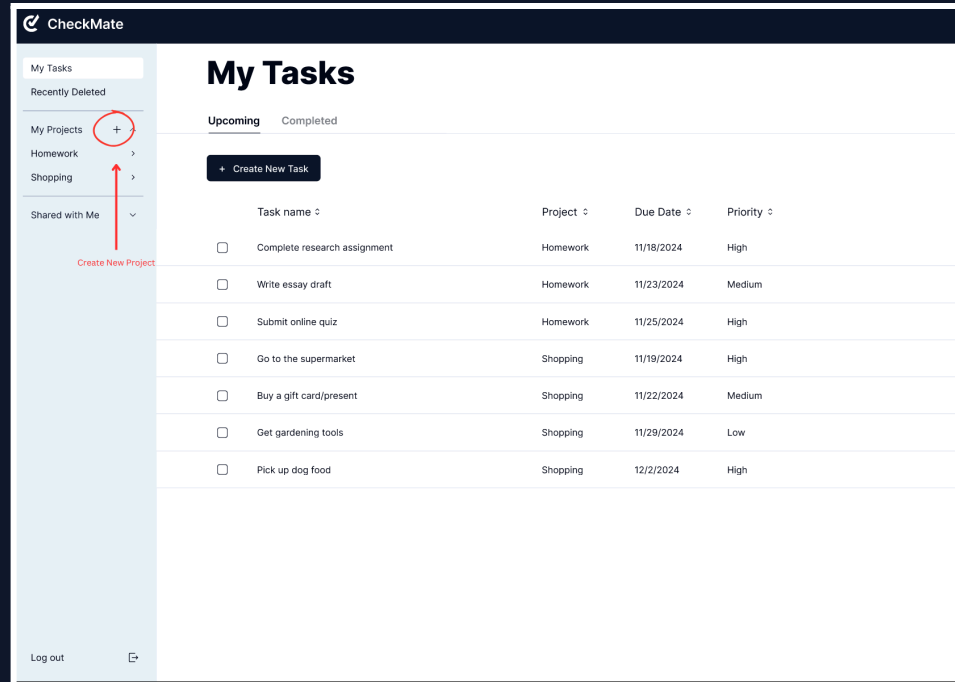 CheckMate
My Tasks
Recently Deleted
My Projects +
Homework
Shopping
Shared with Me
Create New Project
Log out
My Tasks
Upcoming Completed
+ Create New Task
Task name Project Due Date Priority
Complete research assignment Homework 11/18/2024 High
Write essay draft Homework 11/23/2024 Medium
Submit online quiz Homework 11/25/2024 High
Go to the supermarket Shopping 11/19/2024 High
Buy a gift card/present Shopping 11/22/2024 Medium
Get gardening tools Shopping 11/29/2024 Low
Pick up dog food Shopping 12/2/2024 High